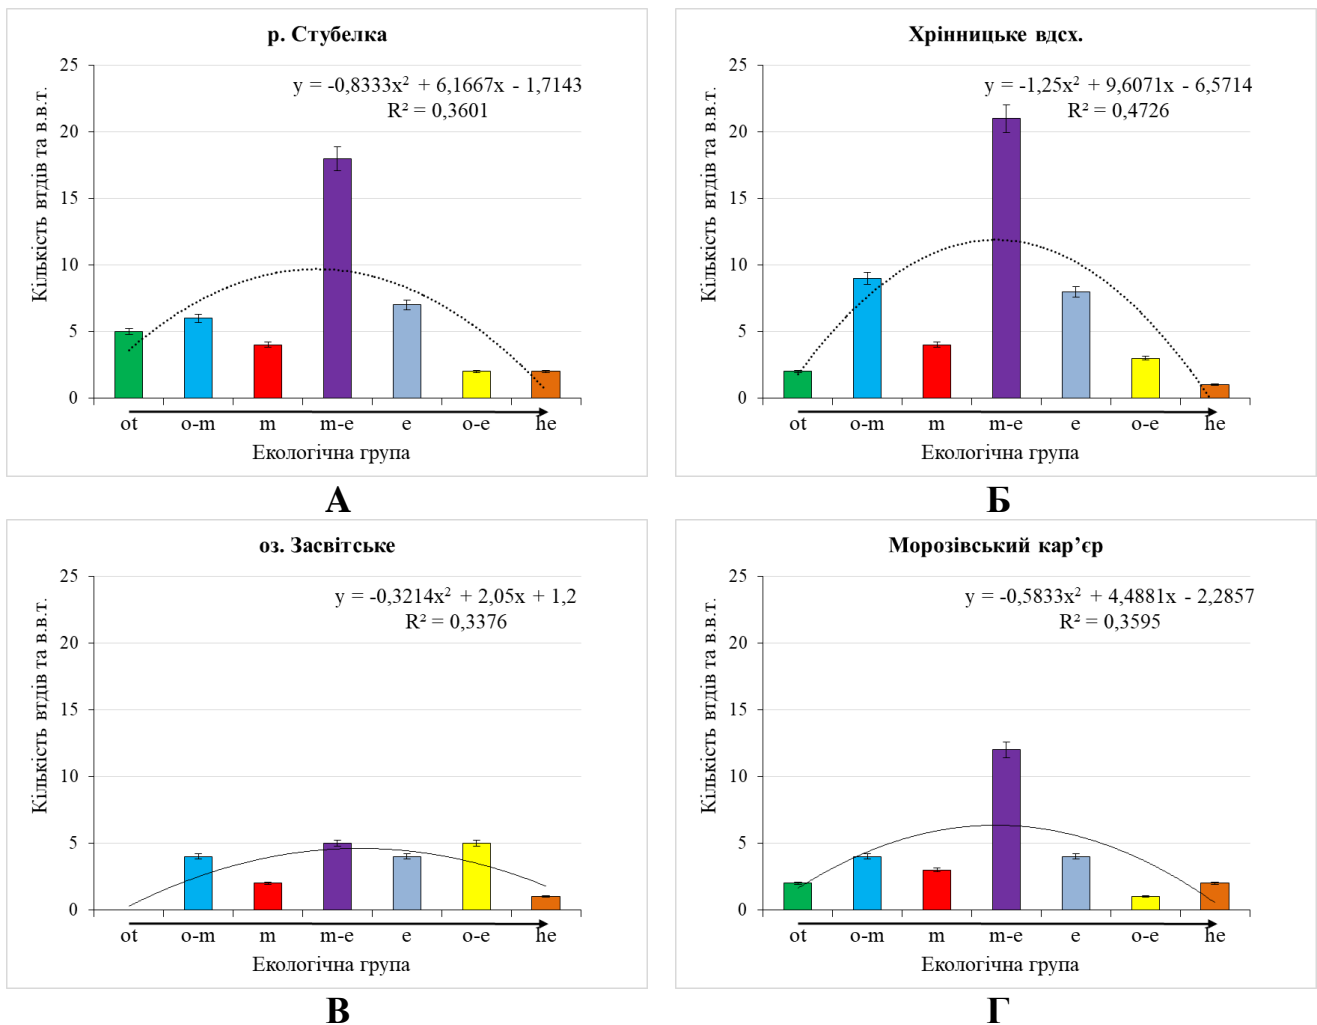 р. Стубелка
y = -0,8333x² + 6,1667x - 1,7143
R² = 0,3601
Кількість втдів та в.в.т.
25
20
15
10
5
0
ot o-m m m-e e o-e he
Екологічна група
А
Хрінницьке вдсх.
y = -1,25x² + 9,6071x - 6,5714
R² = 0,4726
Кількість втдів та в.в.т.
25
20
15
10
5
0
ot o-m m m-e e o-e he
Екологічна група
Б
оз. Засвітське
y = -0,3214x² + 2,05x + 1,2
R² = 0,3376
Кількість втдів та в.в.т.
25
20
15
10
5
0
ot o-m m m-e e o-e he
Екологічна група
В
Морозівський кар’єр
y = -0,5833x² + 4,4881x - 2,2857
R² = 0,3595
Кількість втдів та в.в.т.
25
20
15
10
5
0
ot o-m m m-e e o-e he
Екологічна група
Г